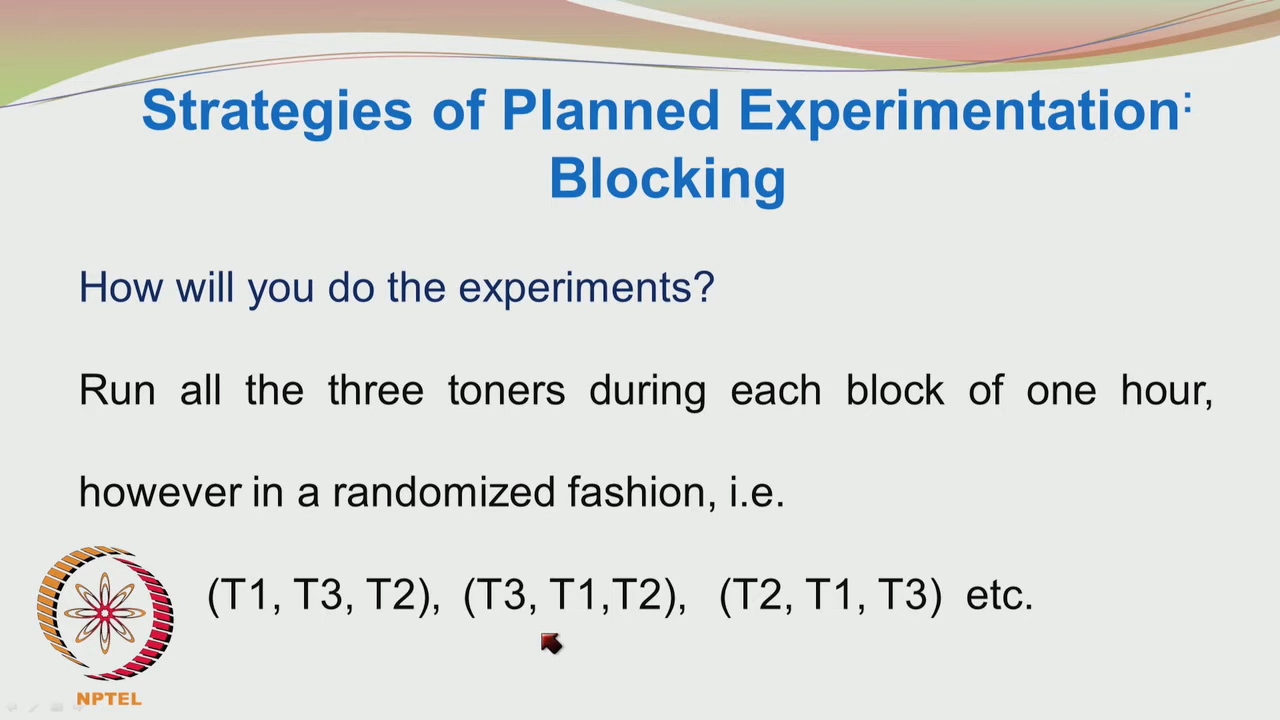 Strategies of Planned Experimentation:
Blocking
How will you do the experiments?
Run all the three toners during each block of one hour,
however in a randomized fashion, i.e.
(T1, T3, T2), (T3, T1,T2), (T2, T1, T3) etc.
NPTEL